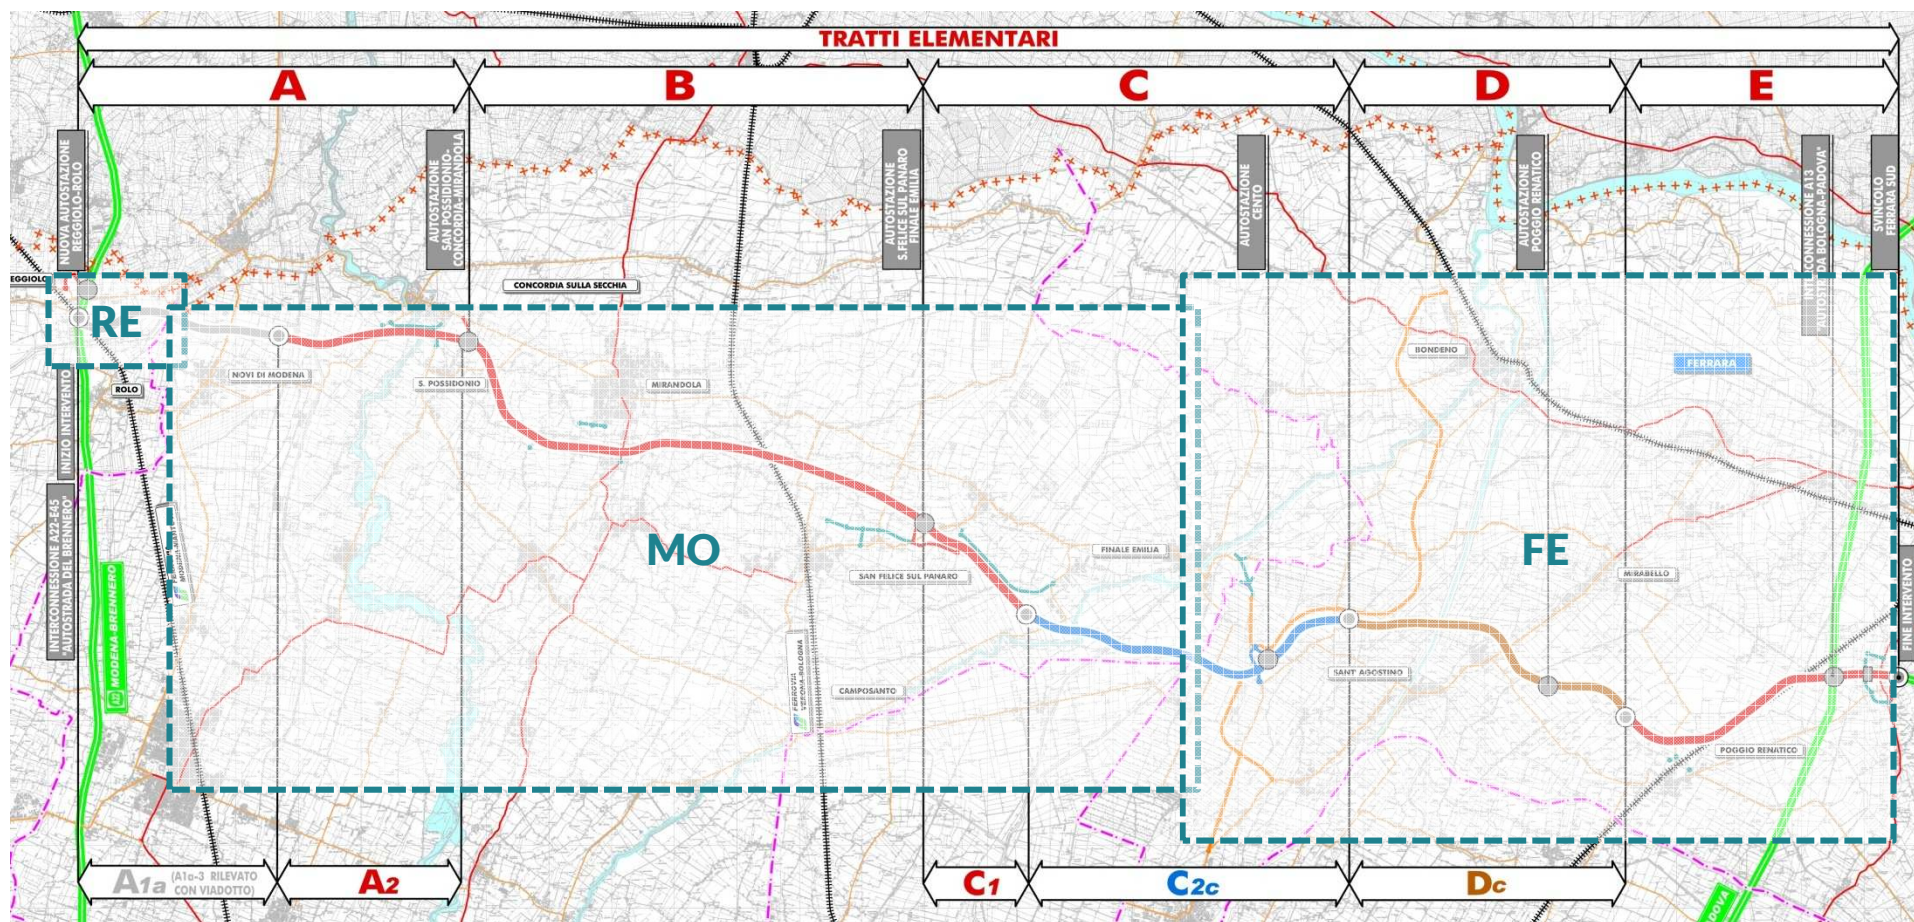 TRATTI ELEMENTARI
A
B
C
D
E
NUOVA AUTOSTAZIONE
REGGIOLO-ROLO
AUTOSTAZIONE
SAN POSSIDONIO-
CONCORDIA-MIRANDOLA
AUTOSTAZIONE
S.FELICE SUL PANARO
FINALE EMILIA
AUTOSTAZIONE
CENTO
AUTOSTAZIONE
POGGIO RENATICO
INTERCONNESSIONE A13
"AUTOSTRADA BOLOGNA-PADOVA"
SVINCOLO
FERRARA SUD
EGGIOLO
CONCORDIA SULLA SECCHIA
RE
NOVI DI MODENA
S. POSSIDONIO
MIRANDOLA
BONDENO
FERRARA
ROLO
INIZIO INTERVENTO
INTERCONNESSIONE A22-E45
"AUTOSTRADA DEL BRENNERO"
A22 MODENA-BRENNERO
MO
FE
FINALE EMILIA
SAN FELICE SUL PANARO
MIRABELLO
FINE INTERVENTO
SANT' AGOSTINO
CAMPOSANTO
FERROVIA
VERONA-BOLOGNA
POGGIO RENATICO
A1a (A1a-3 RILEVATO
CON VIADOTTO)
A2
C1
C2c
Dc
DOVA